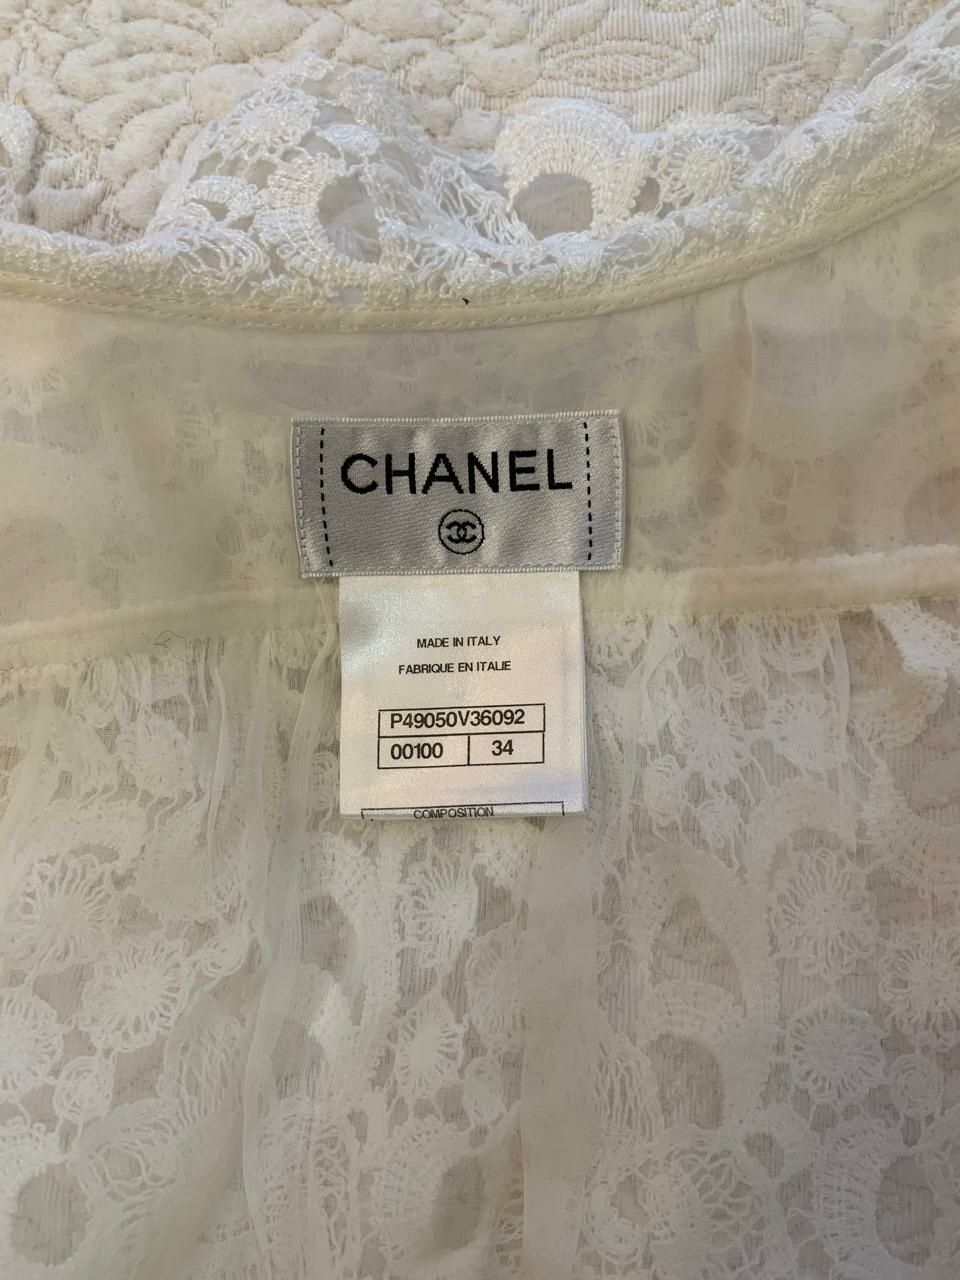 CHANEL
MADE IN ITALY
FABRIQUE EN ITALIE
P49050V36092
00100 34
COMPOSITION